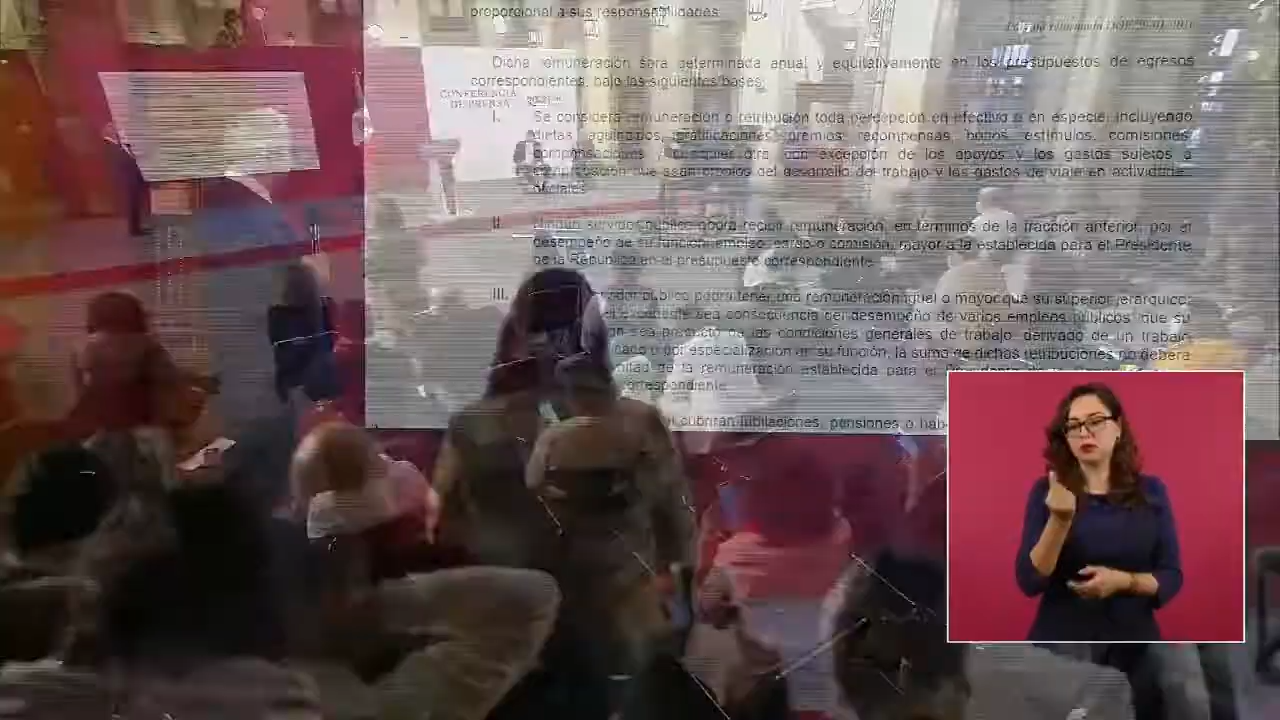 proporcional a sus responsabilidades.
Dicha remuneración será determinada anual y equitativamente en los presupuestos de egresos
correspondientes, bajo las siguientes bases:
CONFERENCIA
DE PRENSA
I. Se considera remuneración o retribución toda percepción en efectivo o en especie, incluyendo
dietas, aguinaldos, gratificaciones, premios, recompensas, bonos, estímulos, comisiones,
compensaciones y cualquier otra, con excepción de los apoyos y los gastos sujetos a
comprobación que sean propios del desarrollo del trabajo y los gastos de viaje en actividades
oficiales.
II. Ningún servidor público podrá recibir remuneración, en términos de la fracción anterior, por el
desempeño de su función, empleo, cargo o comisión, mayor a la establecida para el Presidente
de la República en el presupuesto correspondiente.
III. público podrá tener una remuneración igual o mayor que su superior jerárquico;
excedente sea consecuencia del desempeño de varios empleos públicos, que su
sea producto de las condiciones generales de trabajo, derivado de un trabajo
o por especialización en su función, la suma de dichas retribuciones no deberá
de la remuneración establecida para el
correspondiente.
cubrirán jubilaciones, pensiones o hab